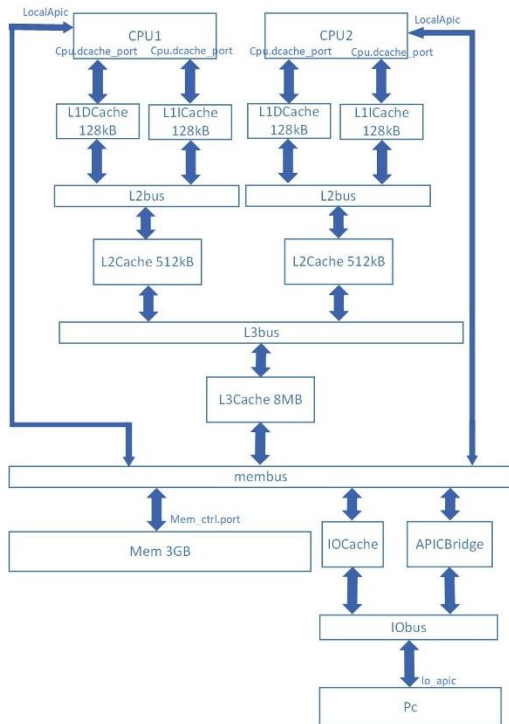 LocalApic
LocalApic
CPU1
CPU2
Cpu.dcache_port
Cpu.dcache_port
Cpu.dcache_port
Cpu.dcache_port
L1DCache
128kB
L1ICache
128kB
L1DCache
128kB
L1ICache
128kB
L2bus
L2bus
L2Cache 512kB
L2Cache 512kB
L3bus
L3Cache 8MB
membus
Mem_ctrl.port
Mem 3GB
IOCache
APICBridge
IObus
Io_apic
Pc